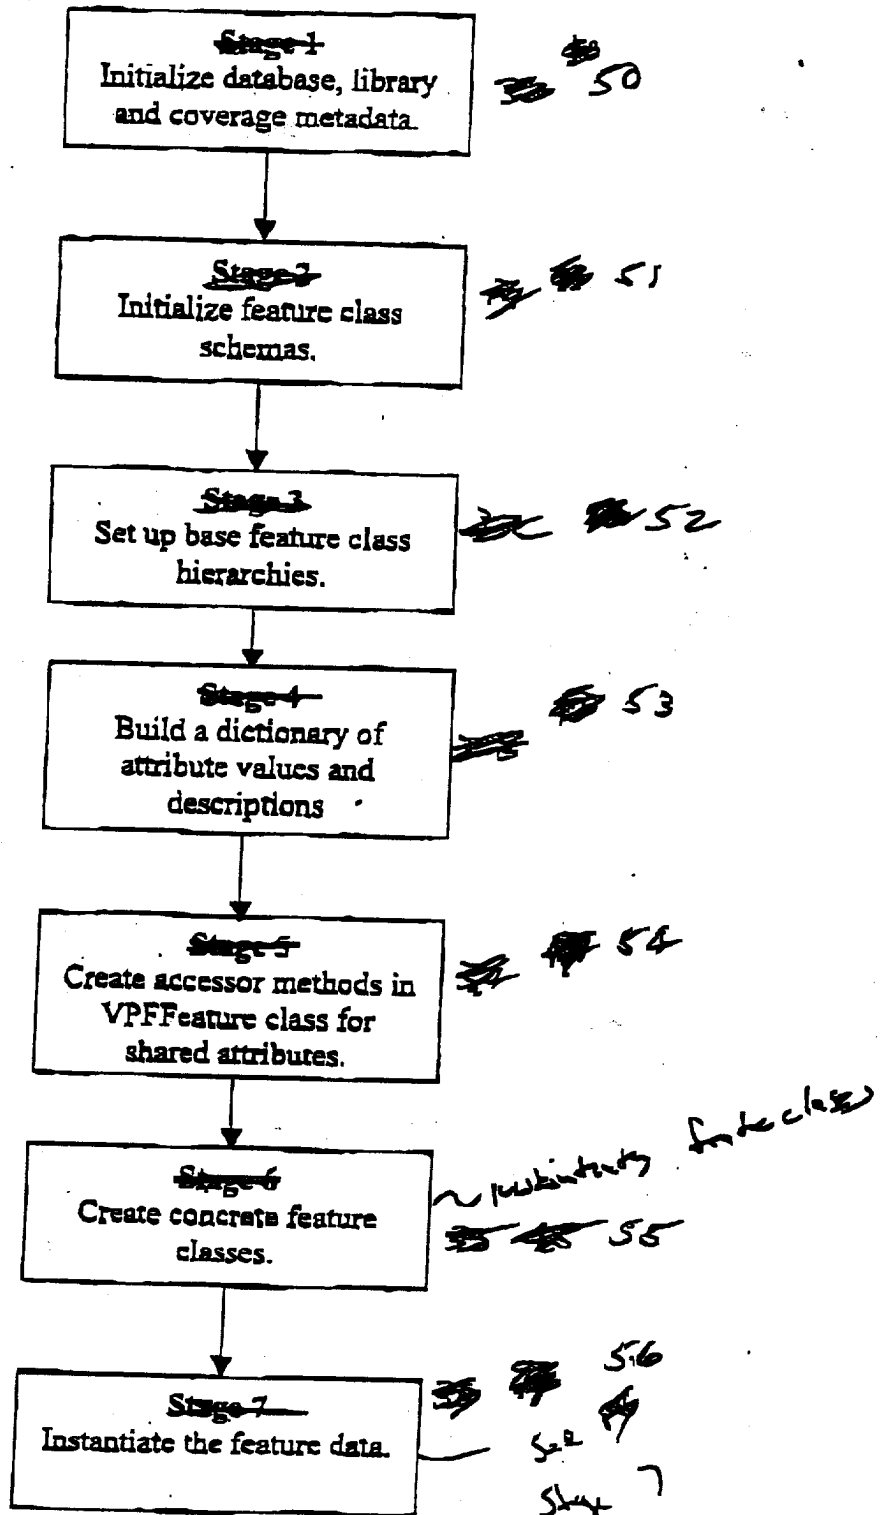 Stage 1
Initialize database, library
and coverage metadata.
50
Stage 2
Initialize feature class
schemas.
51
Stage 3
Set up base feature class
hierarchies.
52
Stage 4
Build a dictionary of
attribute values and
descriptions
53
Stage 5
Create accessor methods in
VPFFeature class for
shared attributes.
54
Stage 6
Create concrete feature
classes.
55
Stage 7
Instantiate the feature data.
56
See
Stage 7